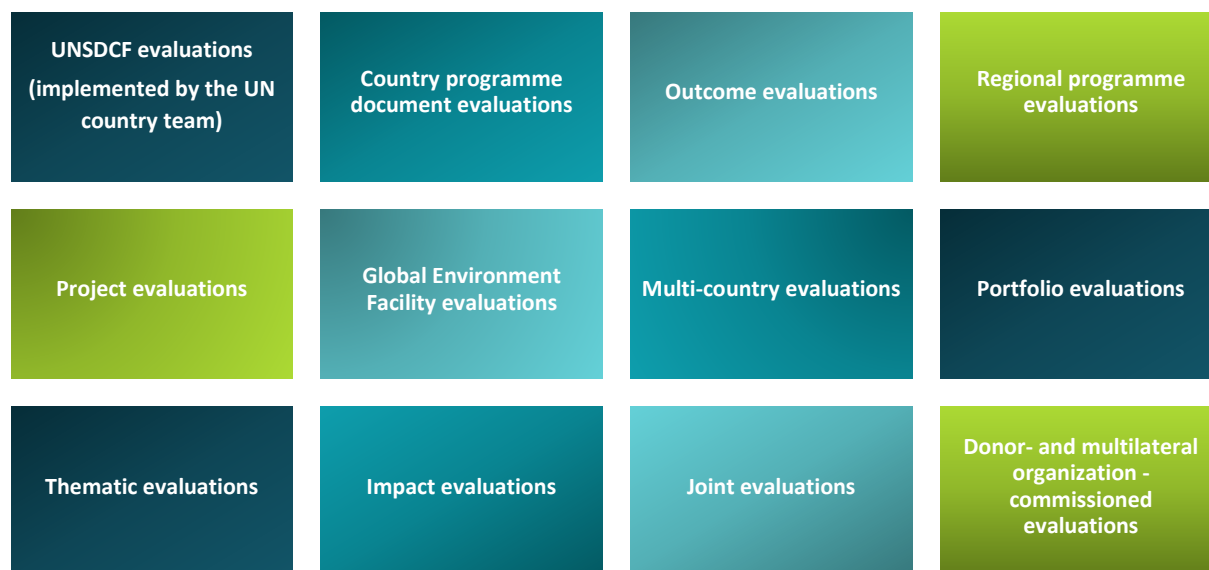 UNSDCF evaluations
(implemented by the UN
country team)
Country programme
document evaluations
Outcome evaluations
Regional programme
evaluations
Project evaluations
Global Environment
Facility evaluations
Multi-country evaluations
Portfolio evaluations
Thematic evaluations
Impact evaluations
Joint evaluations
Donor- and multilateral
organization -
commissioned
evaluations